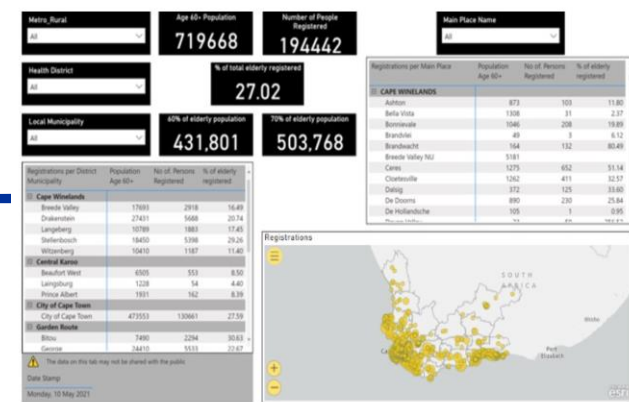 Metro_Rural
All
Age 60+ Population
719668
Number of People
Registered
194442
Main Place Name
All
Health District
All
% of total elderly registered
27.02
Local Municipality
All
60% of elderly population
431,801
70% of elderly population
503,768
Registrations per Main Place Population Age 60+ No of. Persons Registered % of elderly registered
CAPE WINELANDS
Ashton 873 103 11.80
Bella Vista 1308 31 2.37
Bonnievale 1046 208 19.89
Brandvlei 49 3 6.12
Brandwacht 164 132 80.49
Breede Valley NU 5181
Ceres 1275 652 51.14
Cloetesville 1262 411 32.57
Dalsig 372 125 33.60
De Doorns 890 230 25.84
De Hollandsche 105 1 0.95
Registrations per District Municipality Population Age 60+ No of. Persons Registered % of elderly registered
Cape Winelands
Breede Valley 17693 2918 16.49
Drakenstein 27431 5688 20.74
Langeberg 10789 1883 17.45
Stellenbosch 18450 5398 29.26
Witzenberg 10410 1187 11.40
Central Karoo
Beaufort West 6505 553 8.50
Laingsburg 1228 54 4.40
Prince Albert 1931 162 8.39
City of Cape Town
City of Cape Town 473553 130661 27.59
Garden Route
Bitou 7490 2294 30.63
George 24410 5533 22.67
The data on this tab may not be shared with the public
Date Stamp
Monday, 10 May 2021
Registrations
SOUTH
AFRICA
Port
Elizabeth
esri